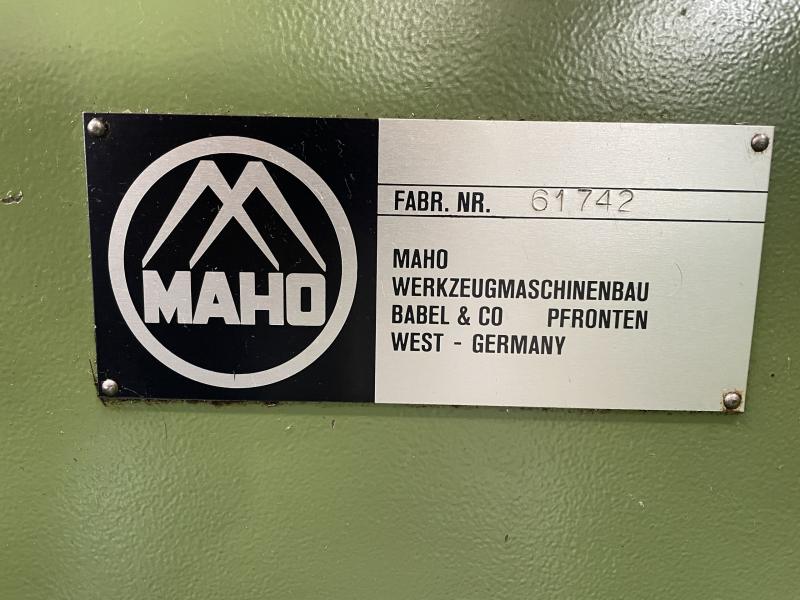 MAHO
FABR. NR. 61742
MAHO
WERKZEUGMASCHINENBAU
BABEL & CO PFRONTEN
WEST - GERMANY